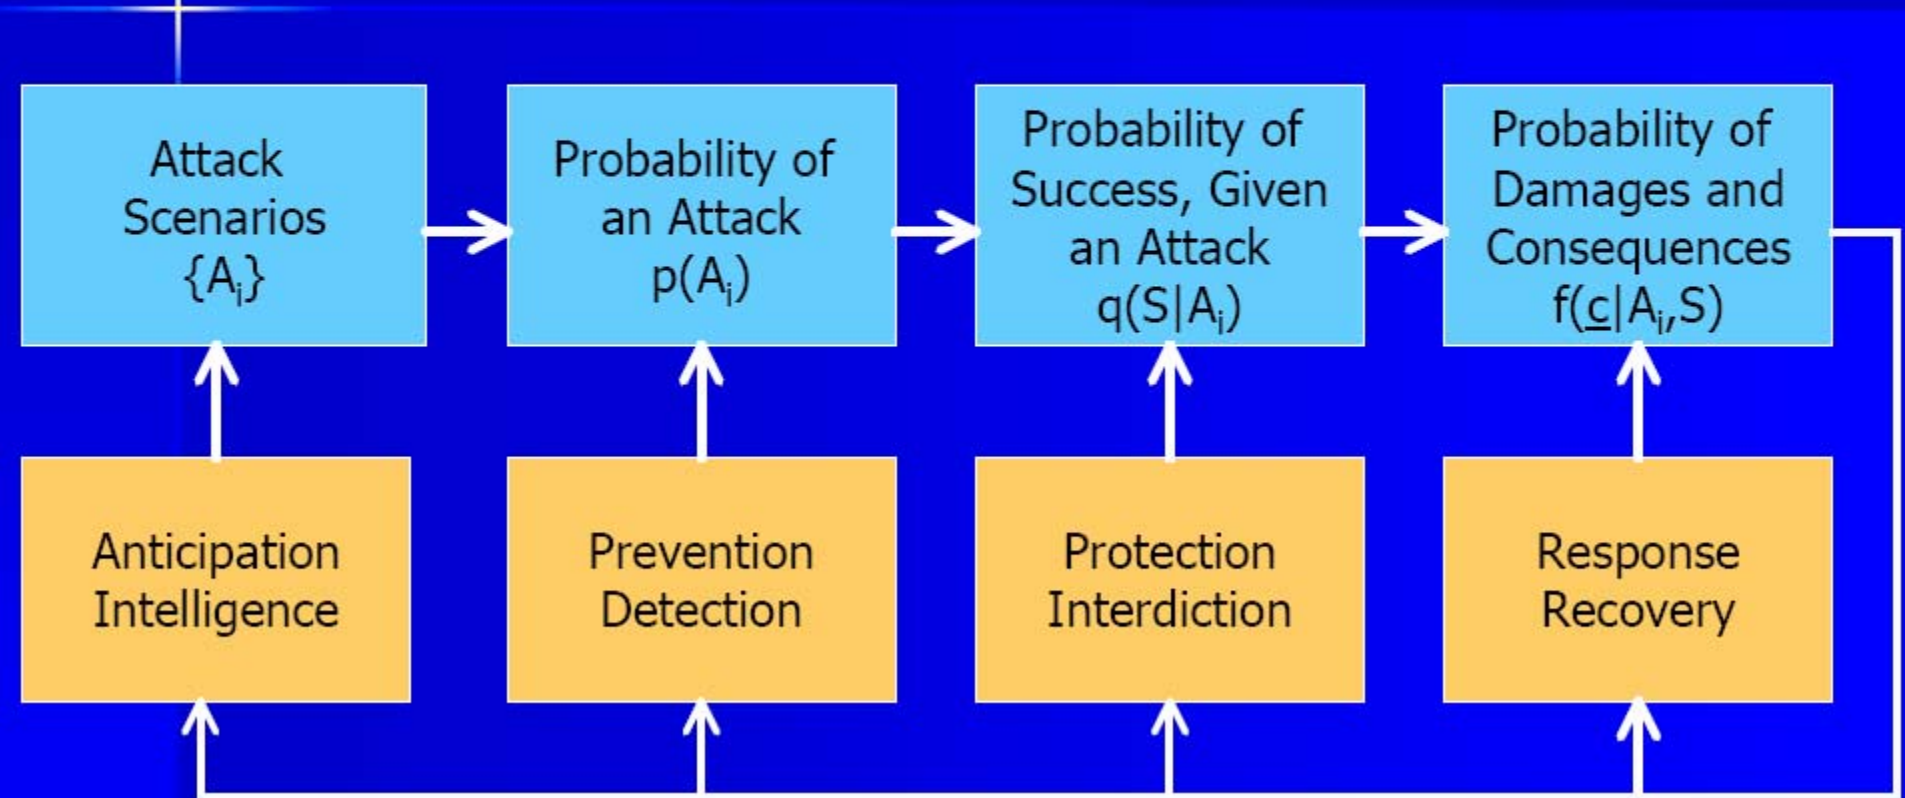 Attack
Scenarios
{Aᵢ}
Probability of
an Attack
p(Aᵢ)
Probability of
Success, Given
an Attack
q(S|Aᵢ)
Probability of
Damages and
Consequences
f(c|Aᵢ,S)
Anticipation
Intelligence
Prevention
Detection
Protection
Interdiction
Response
Recovery